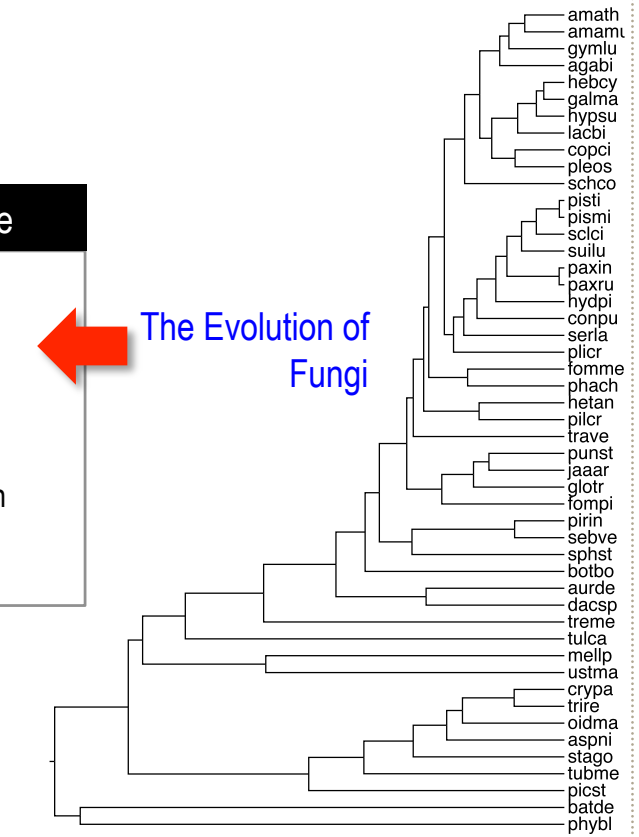 e
n
The Evolution of
Fungi
amath
amamu
gymlu
agabi
hebcy
galma
hypsu
lacbi
copci
pleos
schco
pisti
pismi
sclci
suilu
paxin
paxru
hydpi
conpu
serla
plicr
fomme
phach
hetan
pilcr
trave
punst
jaaar
glotr
fompi
pirin
sebve
sphst
botbo
aurde
dacsp
treme
tulca
mellp
ustma
crypa
trire
oidma
aspni
stago
tubme
picst
batde
phybl